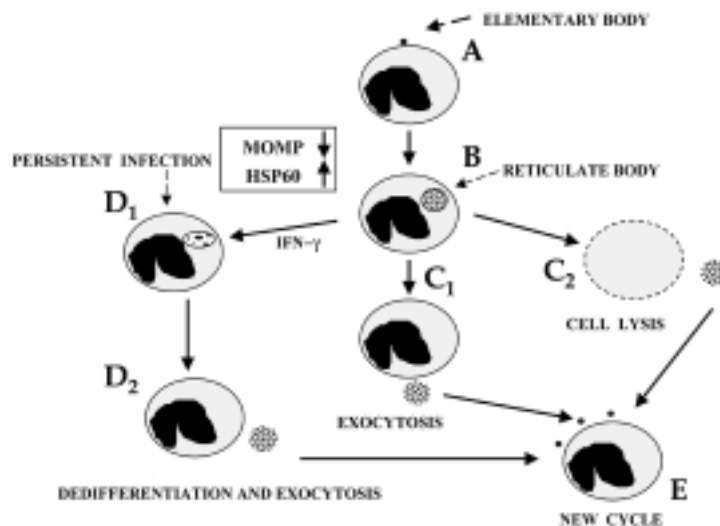 ELEMENTARY BODY
A
MOMP
HSP60
B
PERSISTENT INFECTION
RETICULATE BODY
D1
IFN-γ
C1
C2
CELL LYSIS
D2
EXOCYTOSIS
E
DEDIFFERENTIATION AND EXOCYTOSIS
NEW CYCLE